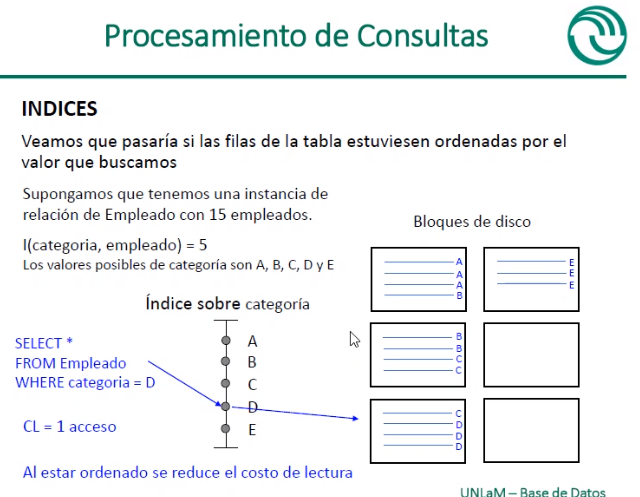 Procesamiento de Consultas
INDICES
Veamos que pasaría si las filas de la tabla estuviesen ordenadas por el
valor que buscamos
Supongamos que tenemos una instancia de
relación de Empleado con 15 empleados.
I(categoria, empleado) = 5
Los valores posibles de categoría son A, B, C, D y E
Índice sobre categoría
SELECT *
FROM Empleado
WHERE categoria = D
CL = 1 acceso
A
B
C
D
E
Bloques de disco
A
A
A
B
E
E
E
B
B
C
C
C
D
D
D
Al estar ordenado se reduce el costo de lectura
UNLaM – Base de Datos